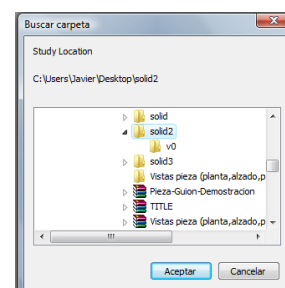 Buscar carpeta
Study Location
C:\Users\Javier\Desktop\solid2
solid
solid2
v0
solid3
Vistas pieza (planta,alzado,p
Pieza-Guion-Demostracion
TITLE
Vistas pieza (planta,alzado,p
Aceptar
Cancelar